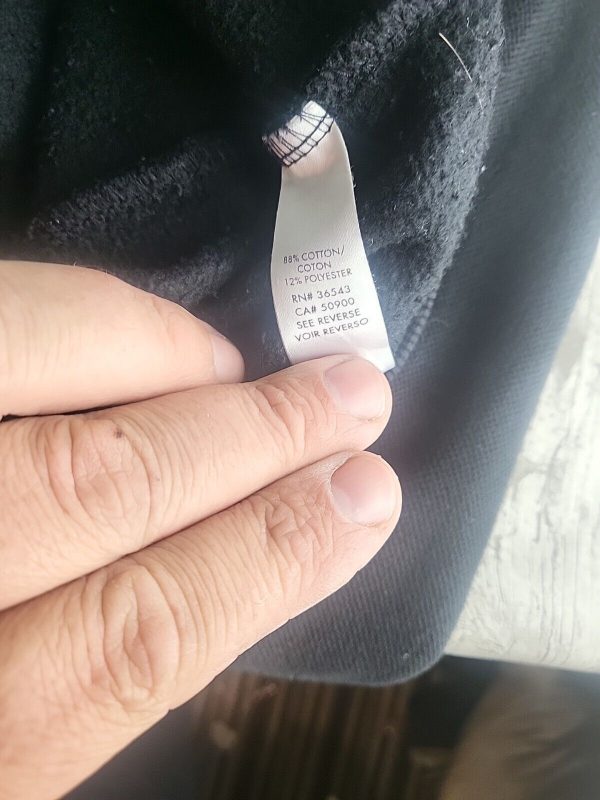 88% COTTON/
COTON
12% POLYESTER
RN# 36543
CA# 50900
SEE REVERSE
VOIR REVERSO